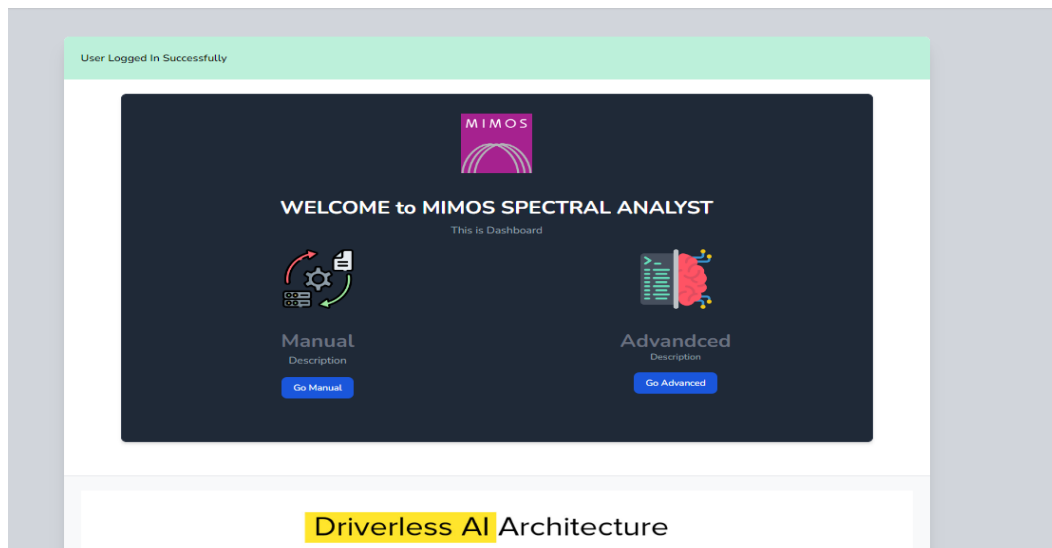 User Logged In Successfully
MIMOS
WELCOME to MIMOS SPECTRAL ANALYST
This is Dashboard
Manual
Description
Go Manual
Advandced
Description
Go Advanced
Driverless AI Architecture